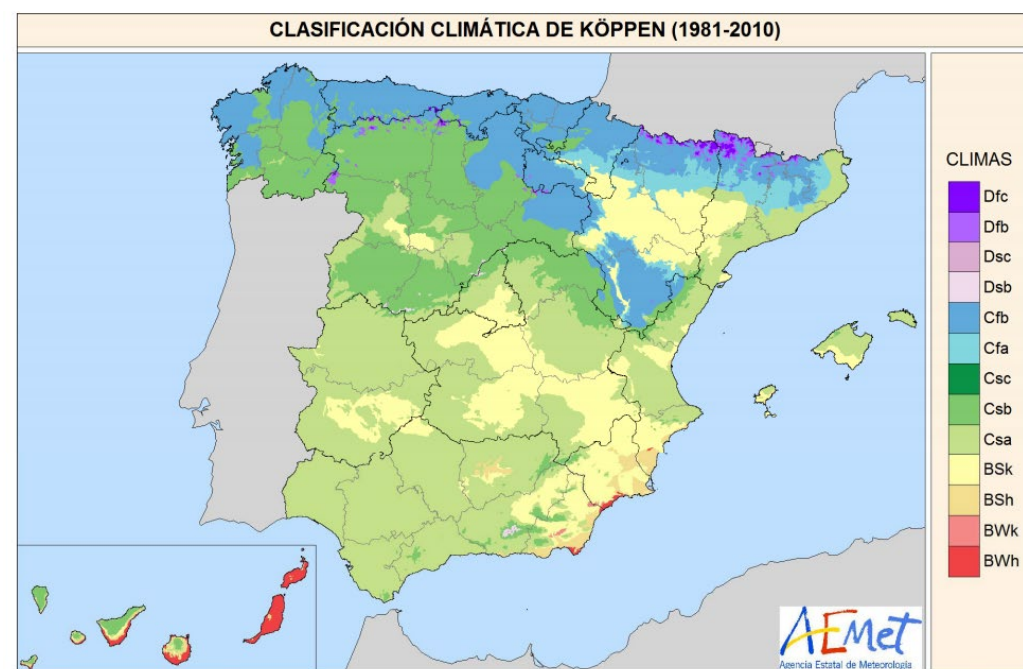 CLASIFICACIÓN CLIMÁTICA DE KÖPPEN (1981-2010)
CLIMAS
Dfc
Dfb
Dsc
Dsb
Cfb
Cfa
Csc
Csb
Csa
BSk
BSh
BWk
BWh
AEMet
Agencia Estatal de Meteorología